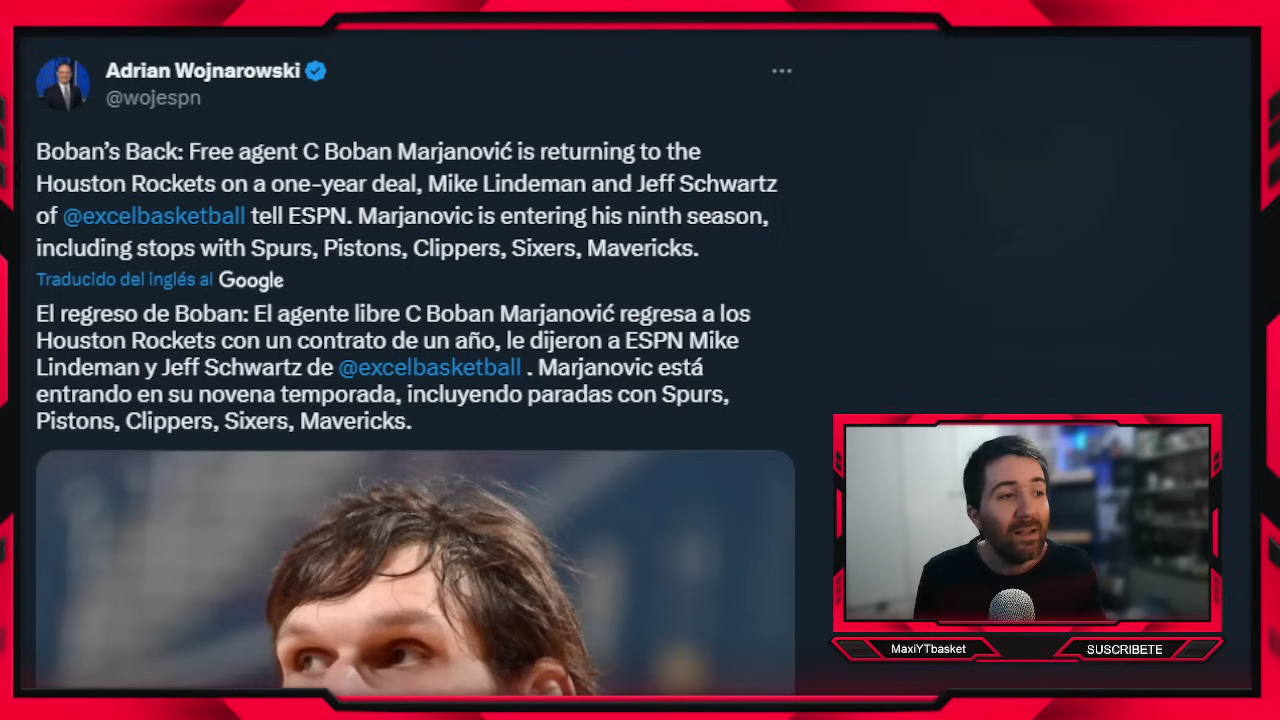 Adrian Wojnarowski
@wojespn
Boban's Back: Free agent C Boban Marjanović is returning to the
Houston Rockets on a one-year deal, Mike Lindeman and Jeff Schwartz
of @excelbasketball tell ESPN. Marjanovic is entering his ninth season,
including stops with Spurs, Pistons, Clippers, Sixers, Mavericks.
Traducido del inglés al Google
El regreso de Boban: El agente libre C Boban Marjanović regresa a los
Houston Rockets con un contrato de un año, le dijeron a ESPN Mike
Lindeman y Jeff Schwartz de @excelbasketball . Marjanovic está
entrando en su novena temporada, incluyendo paradas con Spurs,
Pistons, Clippers, Sixers, Mavericks.
MaxiYTbasket
SUSCRIBETE